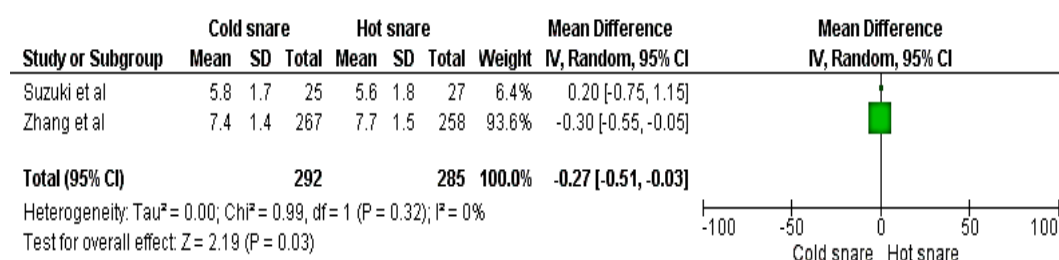 Cold snare Hot snare Mean Difference Mean Difference
Study or Subgroup Mean SD Total Mean SD Total Weight IV, Random, 95% CI IV, Random, 95% CI
Suzuki et al 5.8 1.7 25 5.6 1.8 27 6.4% 0.20 [-0.75, 1.15]
Zhang et al 7.4 1.4 267 7.7 1.5 258 93.6% -0.30 [-0.55, -0.05]
Total (95% CI) 292 285 100.0% -0.27 [-0.51, -0.03]
Heterogeneity: Tau² = 0.00; Chi² = 0.99, df = 1 (P = 0.32); I² = 0%
Test for overall effect: Z = 2.19 (P = 0.03)
-100 -50 0 50 100
Cold snare Hot snare